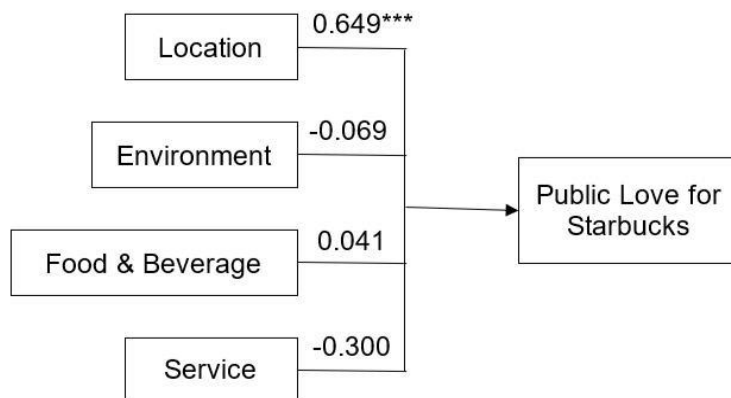 0.649***
Location
-0.069
Environment
Public Love for
Starbucks
0.041
Food & Beverage
-0.300
Service